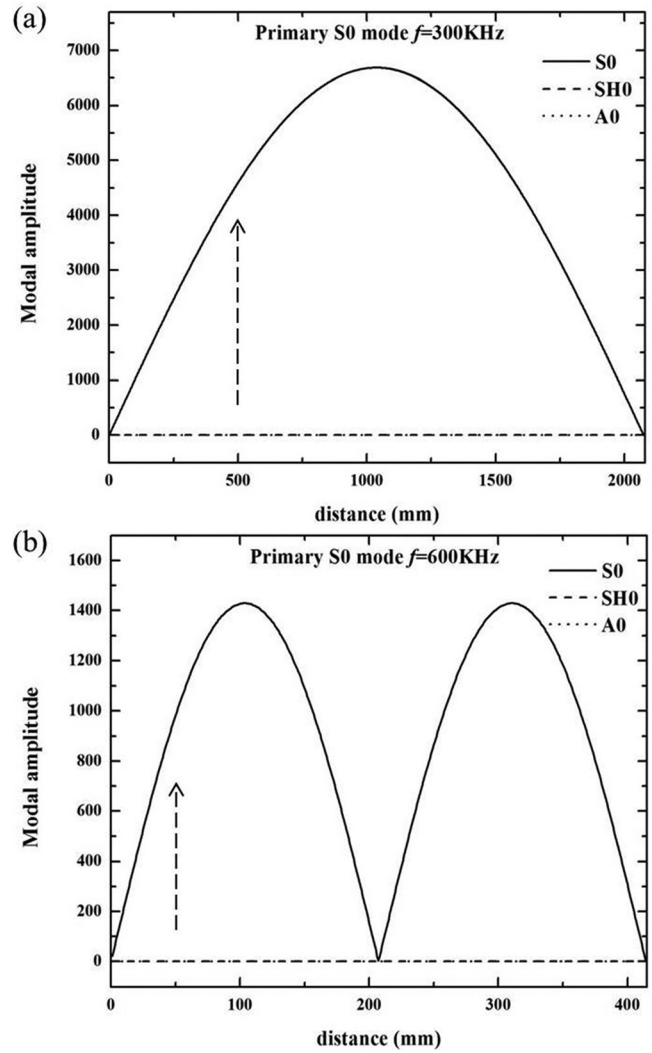 (a)
Primary S0 mode f=300KHz
S0
SH0
A0
7000
6000
5000
4000
3000
2000
1000
0
Modal amplitude
0 500 1000 1500 2000
distance (mm)
(b)
Primary S0 mode f=600KHz
S0
SH0
A0
1600
1400
1200
1000
800
600
400
200
0
Modal amplitude
0 100 200 300 400
distance (mm)